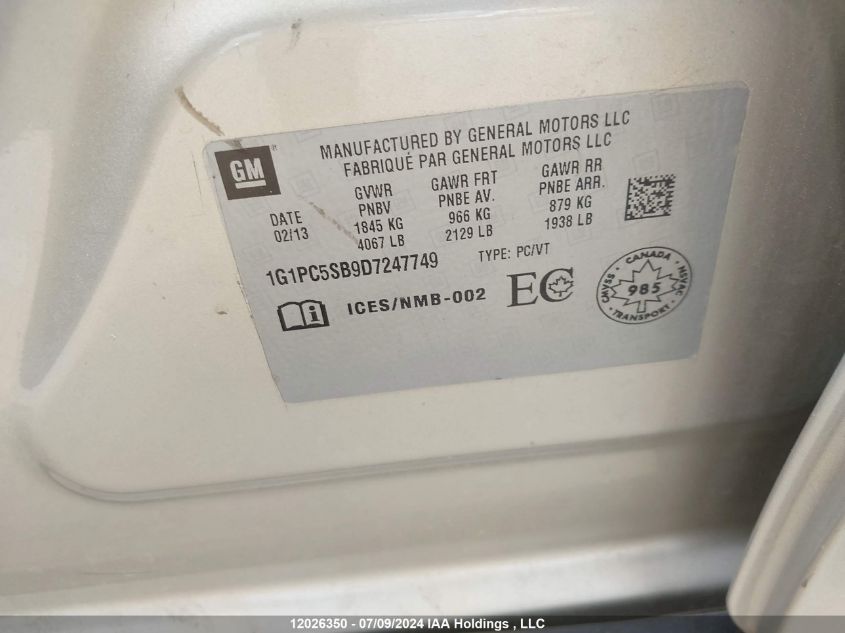 GM
MANUFACTURED BY GENERAL MOTORS LLC
FABRIQUÉ PAR GENERAL MOTORS LLC
DATE
02/13
GVWR
PNBV
1845 KG
4067 LB
GAWR FRT
PNBE AV.
966 KG
2129 LB
GAWR RR
PNBE ARR.
879 KG
1938 LB
1G1PC5SB9D7247749
TYPE: PC/VT
i
ICES/NMB-002
EC
CANADA
CMVSS
985
NSVAC
TRANSPORT
12026350 - 07/09/2024 IAA Holdings , LLC